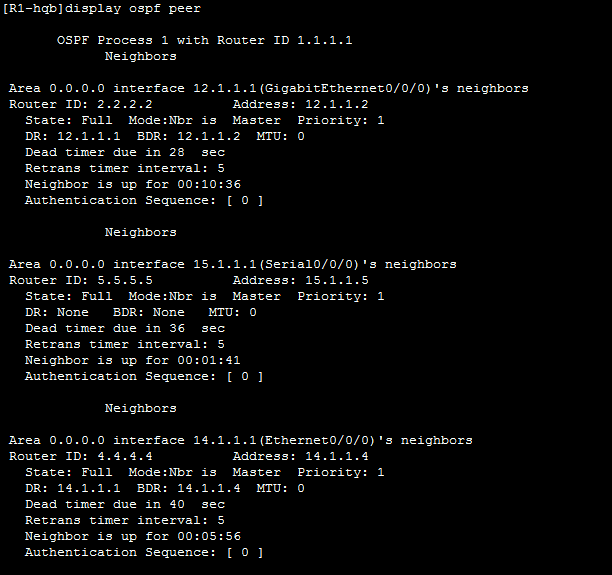 [R1-hqb]display ospf peer
OSPF Process 1 with Router ID 1.1.1.1
Neighbors
Area 0.0.0.0 interface 12.1.1.1(GigabitEthernet0/0/0)'s neighbors
Router ID: 2.2.2.2          Address: 12.1.1.2
State: Full  Mode:Nbr is  Master  Priority: 1
DR: 12.1.1.1  BDR: 12.1.1.2  MTU: 0
Dead timer due in 28  sec
Retrans timer interval: 5
Neighbor is up for 00:10:36
Authentication Sequence: [ 0 ]
Neighbors
Area 0.0.0.0 interface 15.1.1.1(Serial0/0/0)'s neighbors
Router ID: 5.5.5.5          Address: 15.1.1.5
State: Full  Mode:Nbr is  Master  Priority: 1
DR: None   BDR: None   MTU: 0
Dead timer due in 36  sec
Retrans timer interval: 5
Neighbor is up for 00:01:41
Authentication Sequence: [ 0 ]
Neighbors
Area 0.0.0.0 interface 14.1.1.1(Ethernet0/0/0)'s neighbors
Router ID: 4.4.4.4          Address: 14.1.1.4
State: Full  Mode:Nbr is  Master  Priority: 1
DR: 14.1.1.1  BDR: 14.1.1.4  MTU: 0
Dead timer due in 40  sec
Retrans timer interval: 5
Neighbor is up for 00:05:56
Authentication Sequence: [ 0 ]